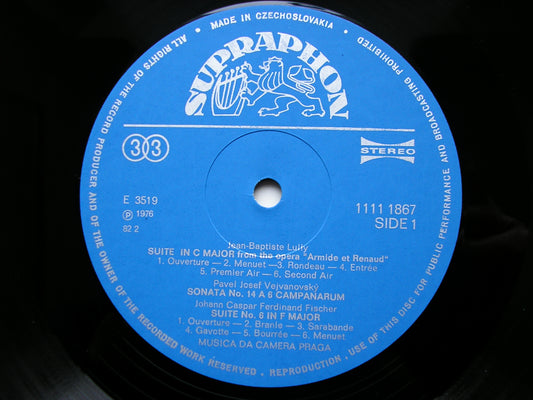 MADE IN CZECHOSLOVAKIA • ALL RIGHTS OF THE RECORD PRODUCER AND OF THE OWNER OF THE RECORDED WORK RESERVED. REPRODUCTION, USE OF THIS DISC FOR PUBLIC PERFORMANCE AND BROADCASTING PROHIBITED •
SUPRAPHON
33
STEREO
E 3519
℗ 1976
82 2
1111 1867
SIDE 1
Jean-Baptiste Lully
SUITE IN C MAJOR from the opera "Armide et Renaud"
1. Ouverture — 2. Menuet — 3. Rondeau — 4. Entrée
5. Premier Air — 6. Second Air
Pavel Josef Vejvanovský
SONATA No. 14 A 6 CAMPANARUM
Johann Caspar Ferdinand Fischer
SUITE No. 6 IN F MAJOR
1. Ouverture — 2. Branle — 3. Sarabande
4. Gavotte — 5. Bourrée — 6. Menuet
MUSICA DA CAMERA PRAGA